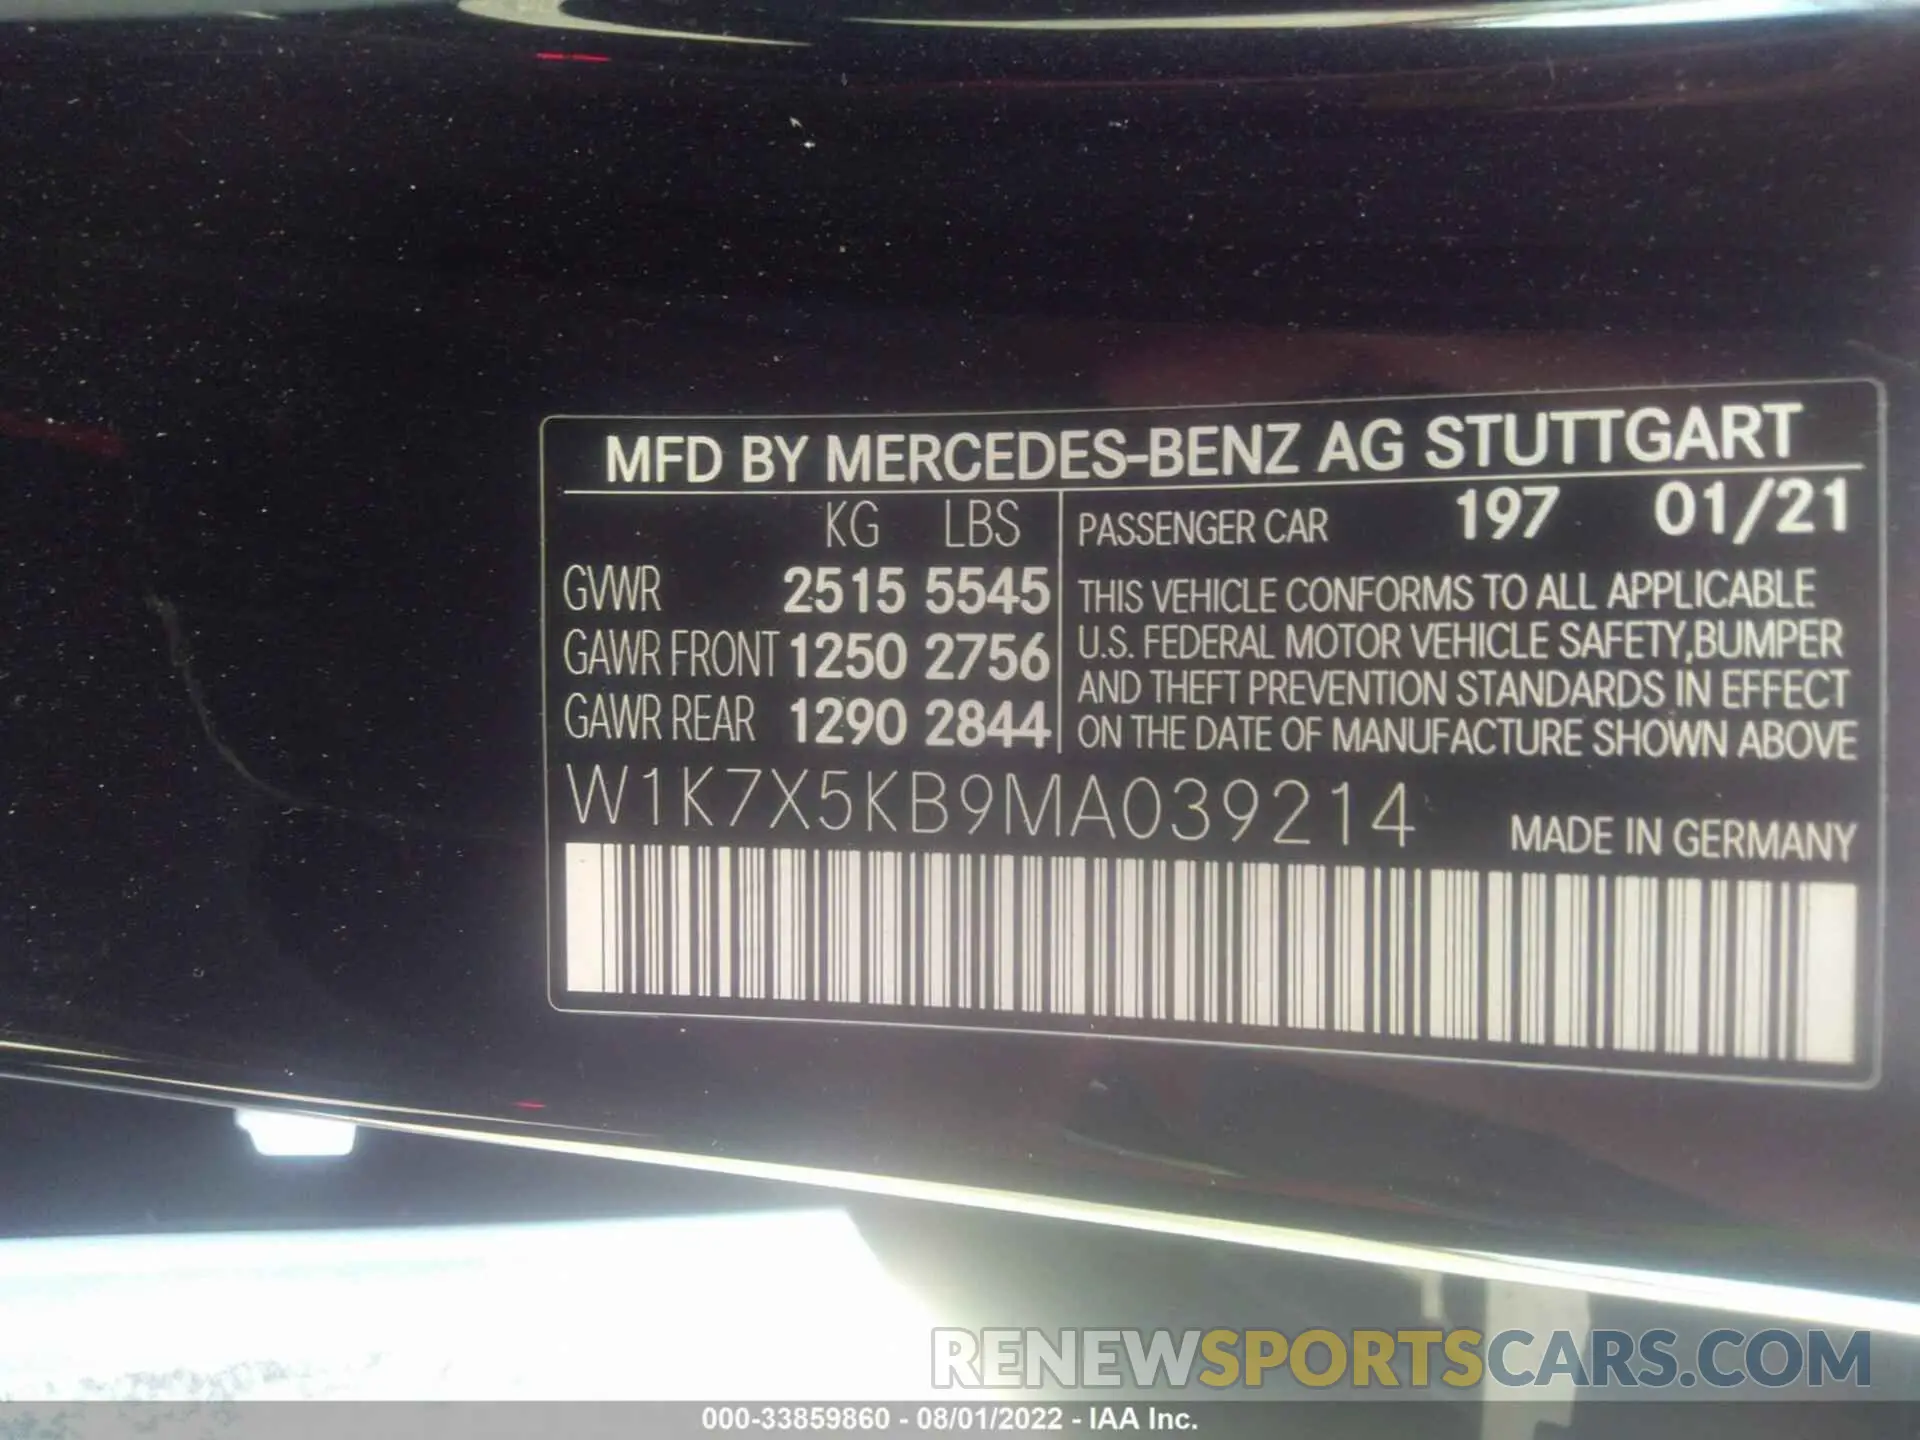 MFD BY MERCEDES-BENZ AG STUTTGART
KG LBS
GVWR 2515 5545
GAWR FRONT 1250 2756
GAWR REAR 1290 2844
PASSENGER CAR 197 01/21
THIS VEHICLE CONFORMS TO ALL APPLICABLE
U.S. FEDERAL MOTOR VEHICLE SAFETY,BUMPER
AND THEFT PREVENTION STANDARDS IN EFFECT
ON THE DATE OF MANUFACTURE SHOWN ABOVE
W1K7X5KB9MA039214
MADE IN GERMANY
RENEWSPORTSCARS.COM
000-33859860 - 08/01/2022 - IAA Inc.